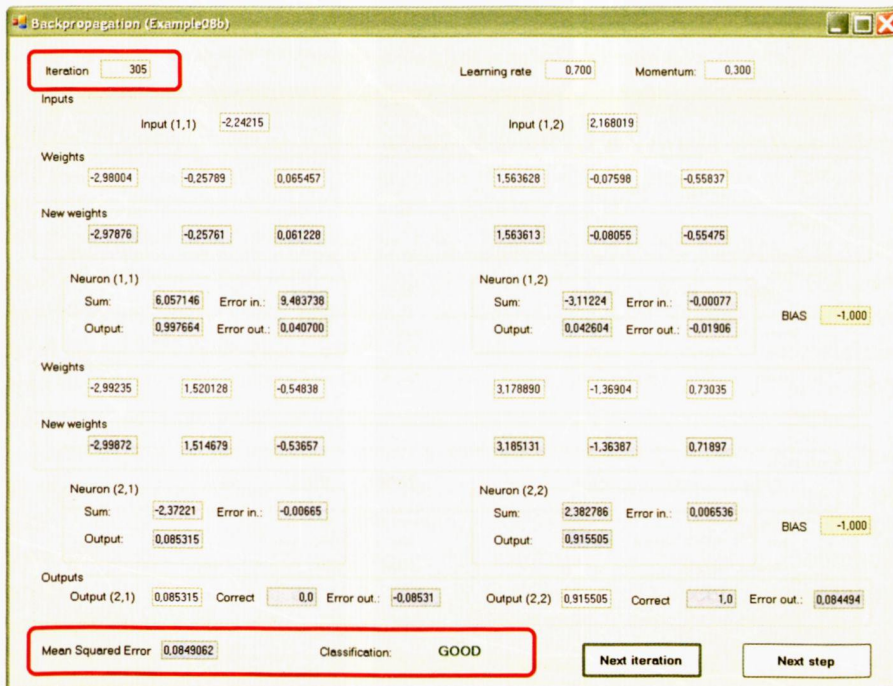 Backpropagation (Example08b)
Iteration 305 Learning rate 0,700 Momentum: 0,300
Inputs
Input (1,1) -2,24215 Input (1,2) 2,168019
Weights
-2,98004 -0,25789 0,065457 1,563628 -0,07598 -0,55837
New weights
-2,97876 -0,25761 0,061228 1,563613 -0,08055 -0,55475
Neuron (1,1) Neuron (1,2)
Sum: 6,057146 Error in.: 9,483738 Sum: -3,11224 Error in.: -0,00077
BIAS -1,000
Output: 0,997664 Error out.: 0,040700 Output: 0,042604 Error out.: -0,01906
Weights
-2,99235 1,520128 -0,54838 3,178890 -1,36904 0,73035
New weights
-2,99872 1,514679 -0,53657 3,185131 -1,36387 0,71897
Neuron (2,1) Neuron (2,2)
Sum: -2,37221 Error in.: -0,00665 Sum: 2,382786 Error in.: 0,006536
BIAS -1,000
Output: 0,085315 Output: 0,915505
Outputs
Output (2,1) 0,085315 Correct 0,0 Error out.: -0,08531 Output (2,2) 0,915505 Correct 1,0 Error out.: 0,084494
Mean Squared Error 0,0849062 Classification: GOOD Next iteration Next step